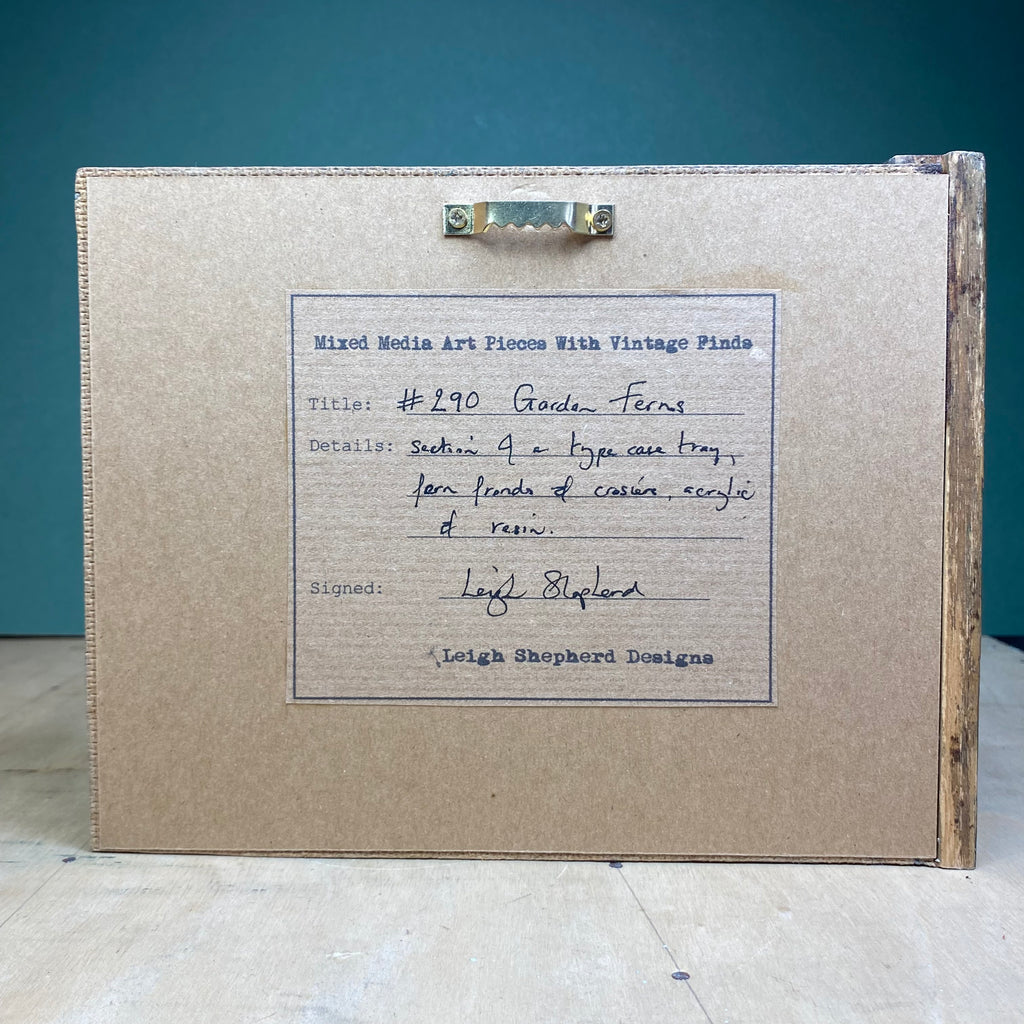 Mixed Media Art Pieces With Vintage Finds
Title: #290 Garden Ferns
Details: section of a type case tray,
fern fronds & crosiers, acrylic
& resin.
Signed: Leigh Shepherd
Leigh Shepherd Designs